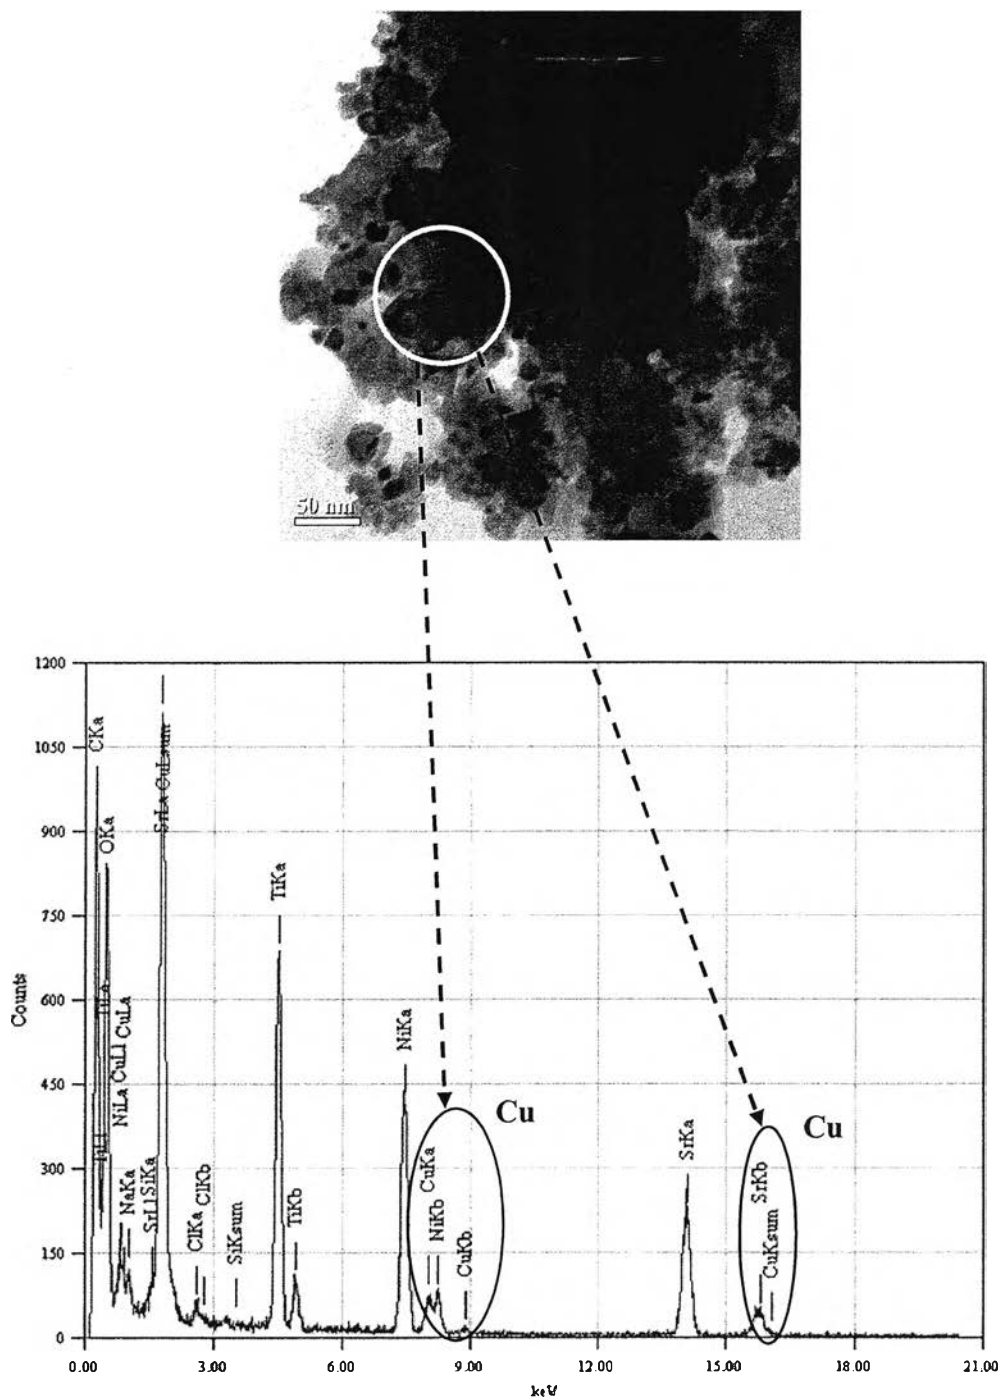 50 nm
1200
1050
900
750
600
450
300
150
0
Counts
CKa
OKa
NiLa CuLl CuLa
NaKa
SrLl SiKa
SrLa CuLsum
ClKa ClKb
SiKsum
TiKa
TiKb
NiKa
CuKa
NiKb
CuKb
Cu
SrKa
SrKb
CuKsum
Cu
0.00 3.00 6.00 9.00 12.00 15.00 18.00 21.00
keV